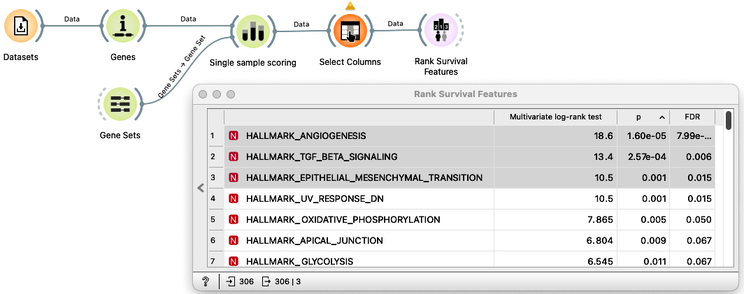 Data
Data
Data
Data
Datasets
Genes
Gene Sets → Gene Set
Single sample scoring
Select Columns
Rank Survival
Features
Gene Sets
Rank Survival Features
Multivariate log-rank test p FDR
1 N HALLMARK_ANGIOGENESIS 18.6 1.60e-05 7.99e-...
2 N HALLMARK_TGF_BETA_SIGNALING 13.4 2.57e-04 0.006
3 N HALLMARK_EPITHELIAL_MESENCHYMAL_TRANSITION 10.5 0.001 0.015
4 N HALLMARK_UV_RESPONSE_DN 10.5 0.001 0.015
5 N HALLMARK_OXIDATIVE_PHOSPHORYLATION 7.865 0.005 0.050
6 N HALLMARK_APICAL_JUNCTION 6.804 0.009 0.067
7 N HALLMARK_GLYCOLYSIS 6.545 0.011 0.067
? 306 306 | 3